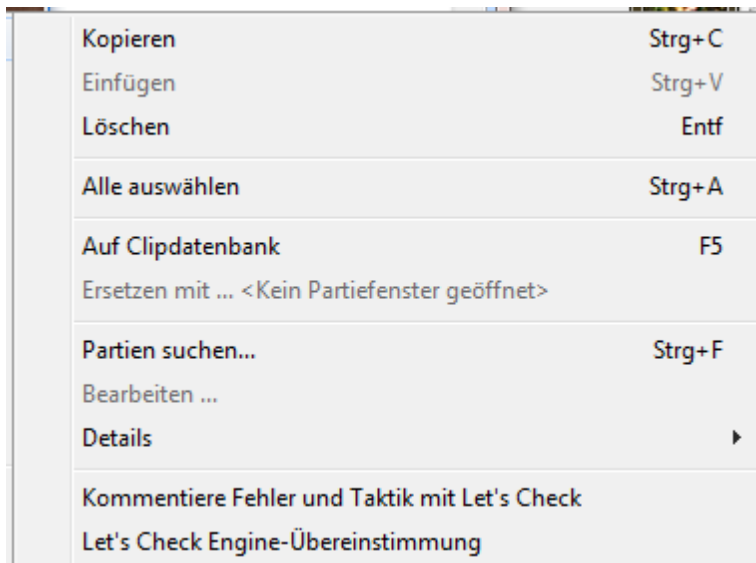 Kopieren Strg+C
Einfügen Strg+V
Löschen Entf
Alle auswählen Strg+A
Auf Clipdatenbank F5
Ersetzen mit ... <Kein Partiefenster geöffnet>
Partien suchen... Strg+F
Bearbeiten ...
Details
Kommentiere Fehler und Taktik mit Let's Check
Let's Check Engine-Übereinstimmung